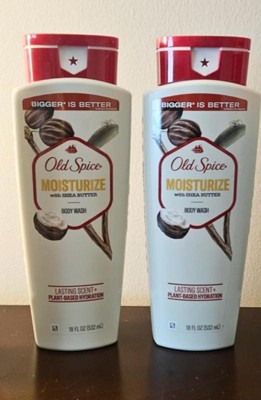 BIGGER* IS BETTER
Old Spice
MOISTURIZE
with SHEA BUTTER
BODY WASH
LASTING SCENT+
PLANT-BASED HYDRATION
18 Fl OZ (532 mL)
BIGGER* IS BETTER
Old Spice
MOISTURIZE
with SHEA BUTTER
BODY WASH
LASTING SCENT+
PLANT-BASED HYDRATION
18 Fl OZ (532 mL)